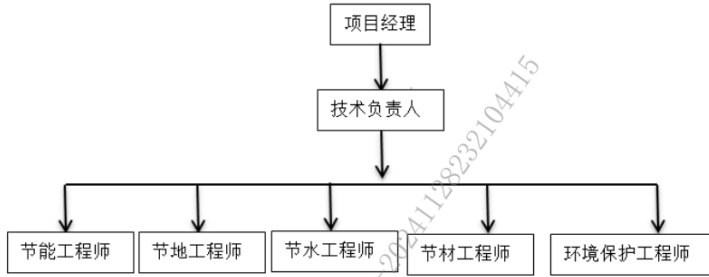 项目经理
技术负责人
节能工程师
节地工程师
节水工程师
节材工程师
环境保护工程师
-20241128232104415